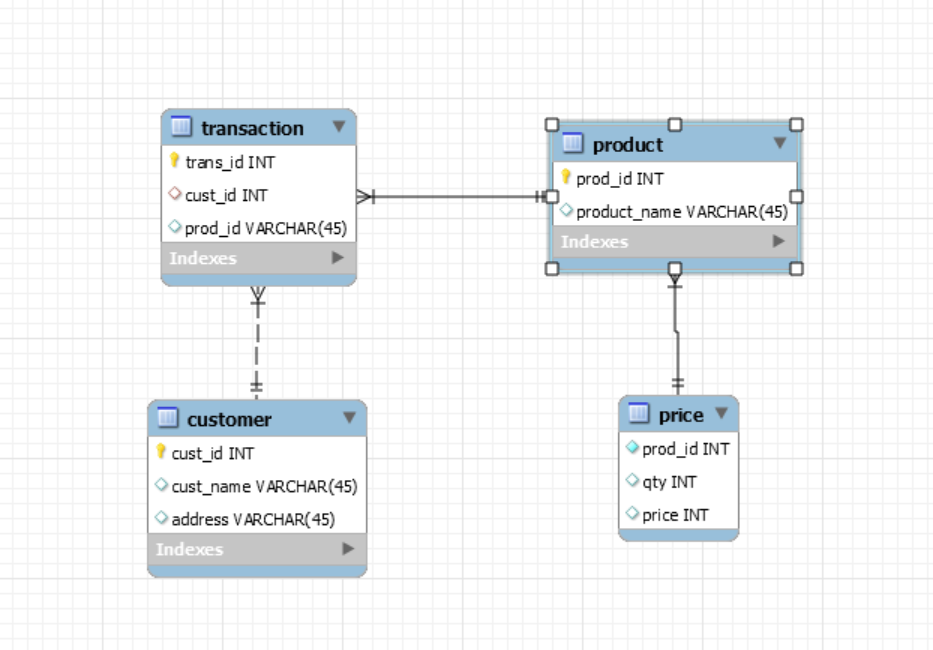 transaction
trans_id INT
cust_id INT
prod_id VARCHAR(45)
Indexes
product
prod_id INT
product_name VARCHAR(45)
Indexes
customer
cust_id INT
cust_name VARCHAR(45)
address VARCHAR(45)
Indexes
price
prod_id INT
qty INT
price INT